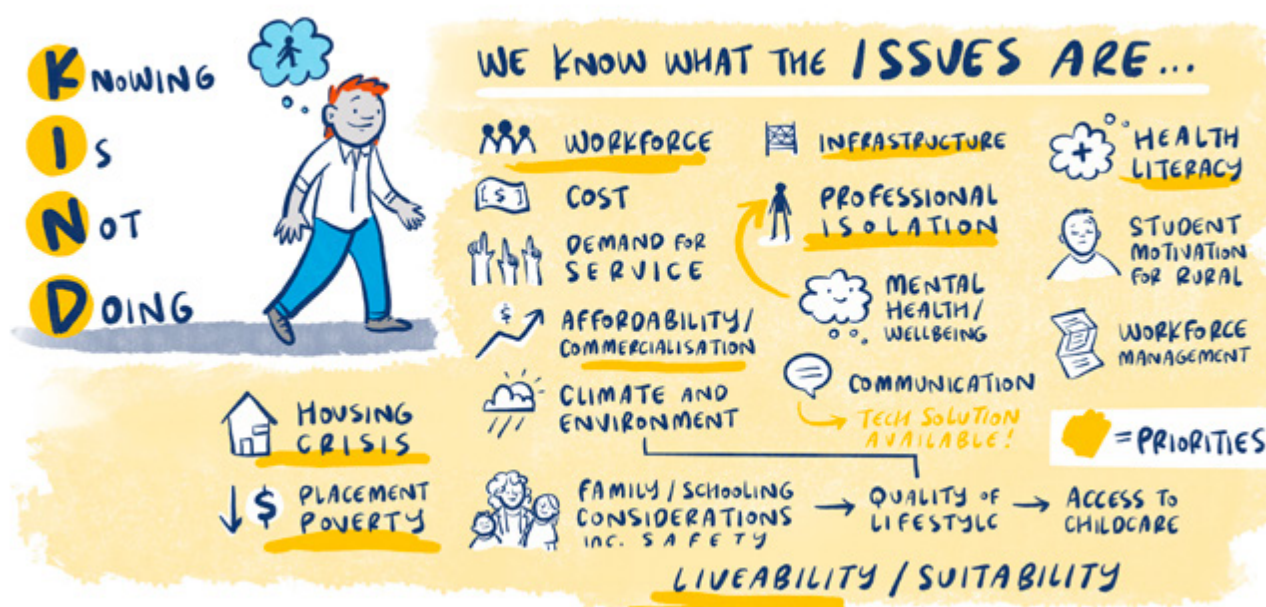 KNOWING
IS
NOT
DOING
WE KNOW WHAT THE ISSUES ARE...
WORKFORCE
$
COST
DEMAND FOR
SERVICE
$
AFFORDABILITY/
COMMERCIALISATION
CLIMATE AND
ENVIRONMENT
INFRASTRUCTURE
PROFESSIONAL
ISOLATION
MENTAL
HEALTH/
WELLBEING
COMMUNICATION
TECH SOLUTION
AVAILABLE!
HEALTH
LITERACY
STUDENT
MOTIVATION
FOR RURAL
WORKFORCE
MANAGEMENT
= PRIORITIES
HOUSING
CRISIS
$ PLACEMENT
POVERTY
FAMILY/SCHOOLING
CONSIDERATIONS
INC. SAFETY
QUALITY OF
LIFESTYLE
ACCESS TO
CHILDCARE
LIVEABILITY/SUITABILITY